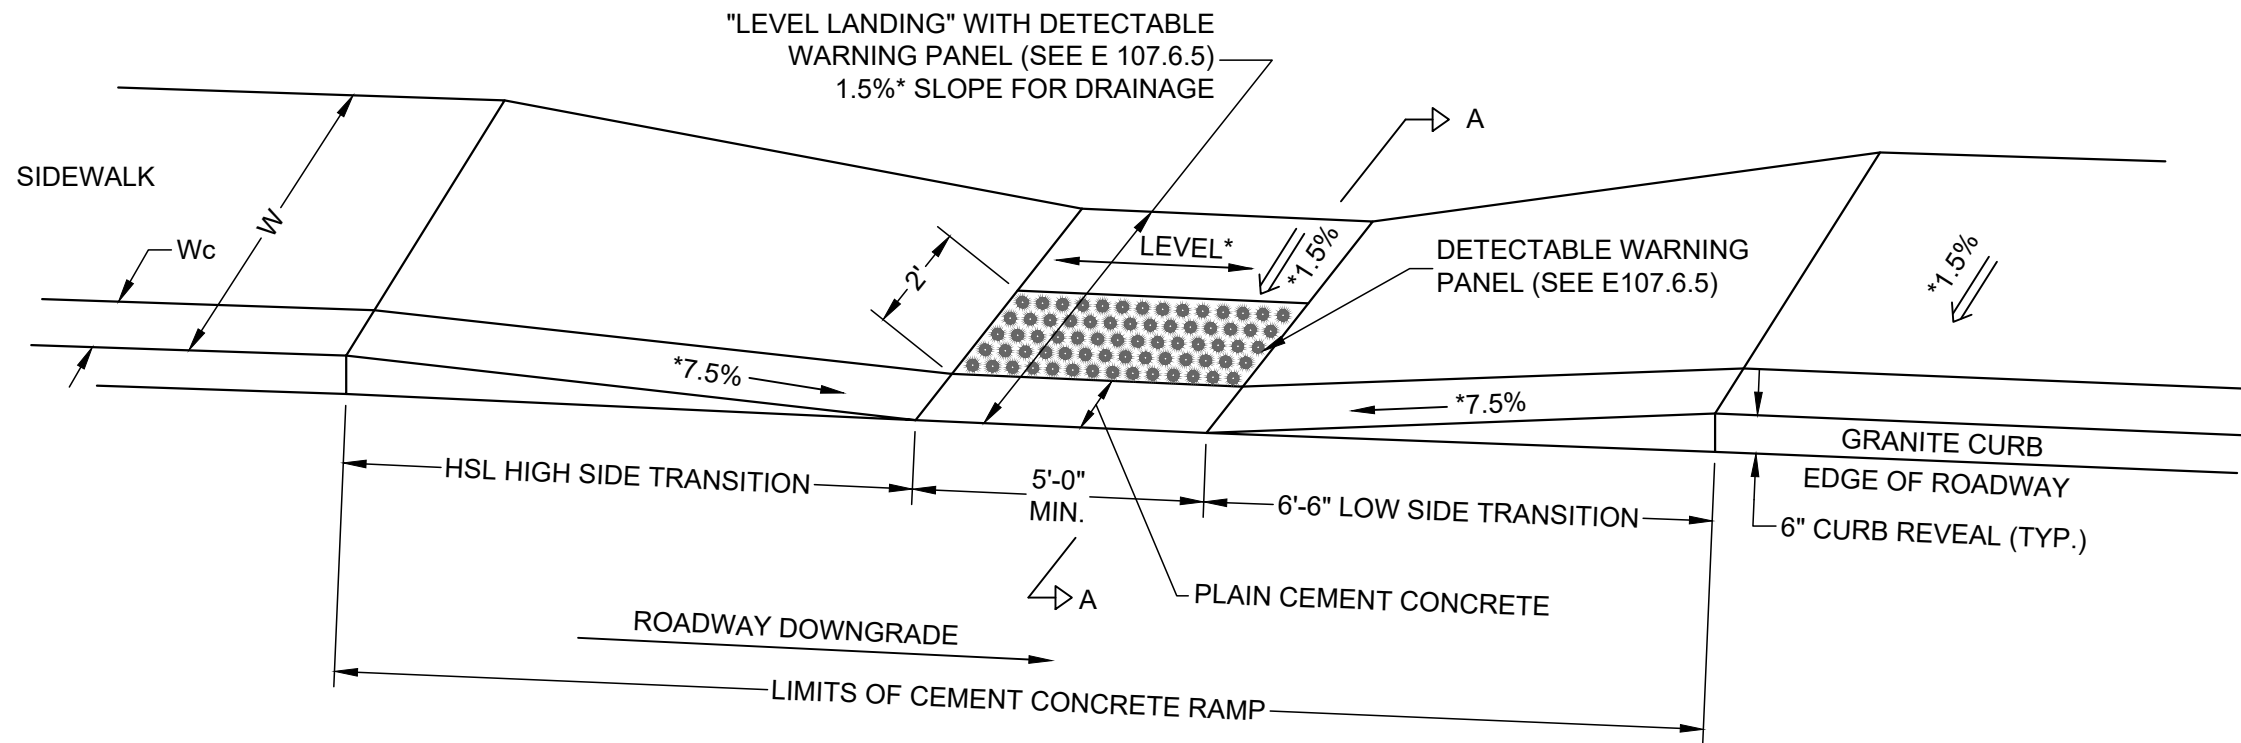 "LEVEL LANDING" WITH DETECTABLE
WARNING PANEL (SEE E 107.6.5)
1.5%* SLOPE FOR DRAINAGE
A
SIDEWALK
W
Wc
2'
LEVEL*
*1.5%
DETECTABLE WARNING
PANEL (SEE E107.6.5)
*1.5%
*7.5%
*7.5%
GRANITE CURB
EDGE OF ROADWAY
HSL HIGH SIDE TRANSITION
5'-0"
MIN.
6'-6" LOW SIDE TRANSITION
6" CURB REVEAL (TYP.)
A
PLAIN CEMENT CONCRETE
ROADWAY DOWNGRADE
LIMITS OF CEMENT CONCRETE RAMP